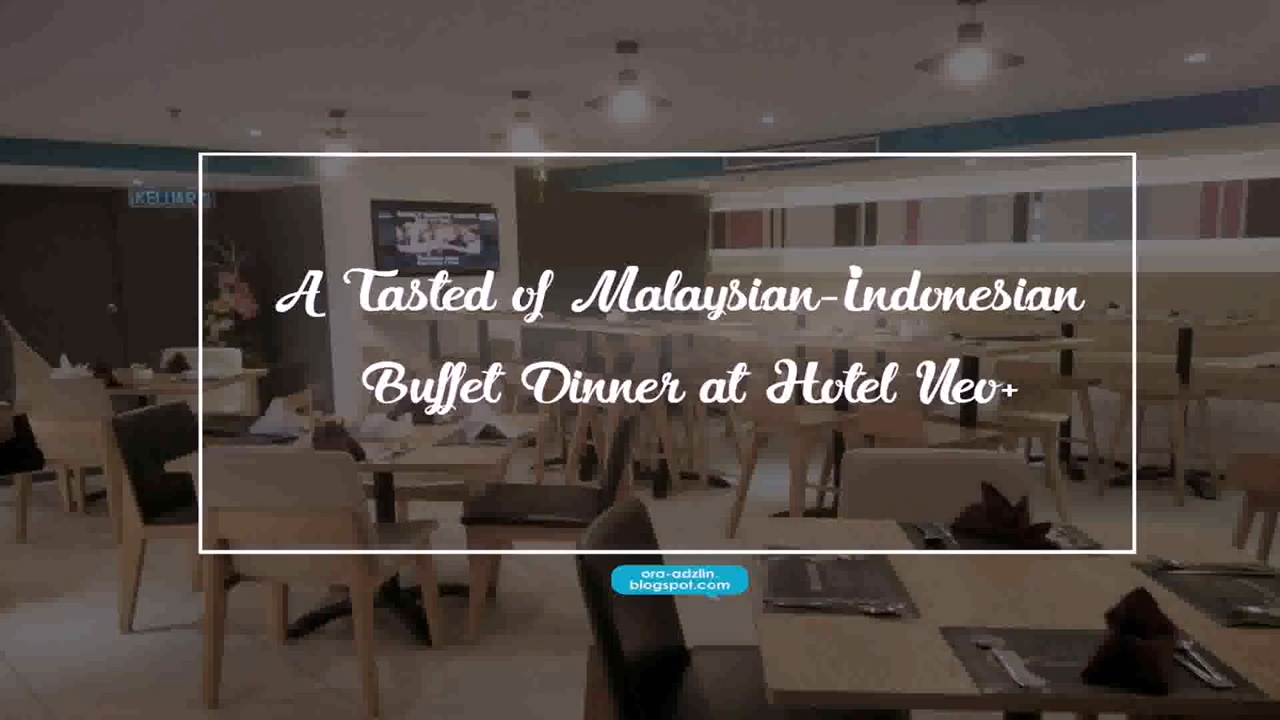 KELUAR
A Tasted of Malaysian-Indonesian
Buffet Dinner at Hotel Neo+
ora-adzlin.
blogspot.com